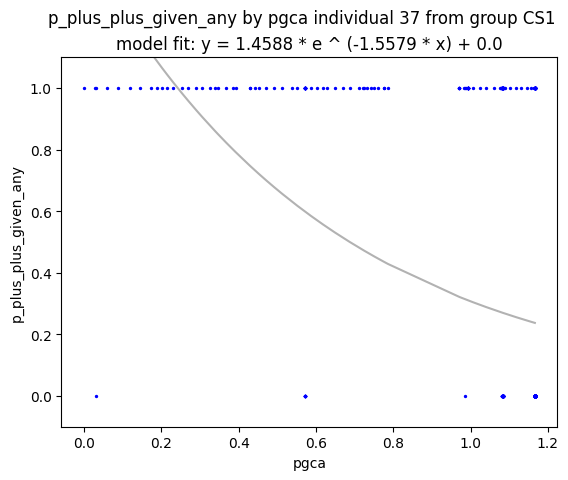 p_plus_plus_given_any by pgca individual 37 from group CS1
model fit: y = 1.4588 * e ^ (-1.5579 * x) + 0.0
1.0
0.8
0.6
0.4
0.2
0.0
p_plus_plus_given_any
0.0 0.2 0.4 0.6 0.8 1.0 1.2
pgca